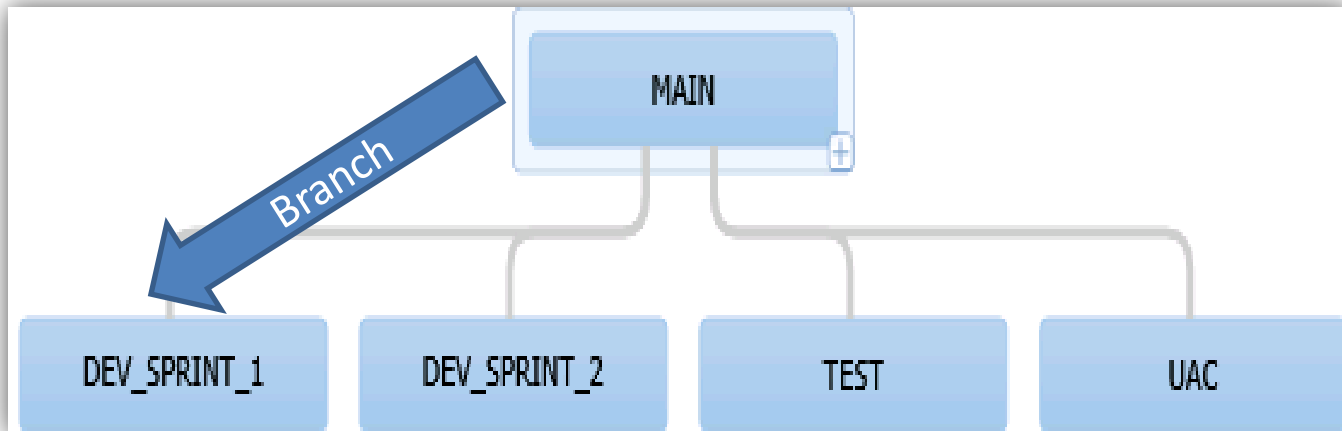 MAIN
Branch
DEV_SPRINT_1
DEV_SPRINT_2
TEST
UAC